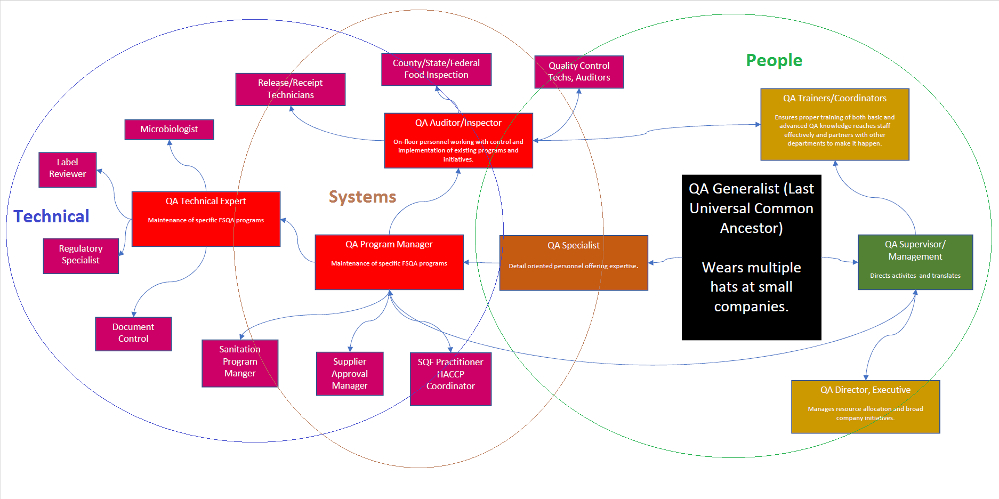 People
County/State/Federal
Food Inspection
Quality Control
Techs, Auditors
Release/Receipt
Technicians
QA Trainers/Coordinators
Ensures proper training of both basic and
advanced QA knowledge reaches staff
effectively and partners with other
departments to make it happen.
Microbiologist
QA Auditor/Inspector
On-floor personnel working with control and
implementation of existing programs and
initiatives.
Label
Reviewer
Systems
QA Generalist (Last
Universal Common
Ancestor)
Wears multiple
hats at small
companies.
Technical
QA Technical Expert
Maintenance of specific FSQA programs
Regulatory
Specialist
QA Program Manager
Maintenance of specific FSQA programs
QA Specialist
Detail oriented personnel offering expertise.
QA Supervisor/
Management
Directs activites and translates
Document
Control
Sanitation
Program
Manger
Supplier
Approval
Manager
SQF Practitioner
HACCP
Coordinator
QA Director, Executive
Manages resource allocation and broad
company initiatives.